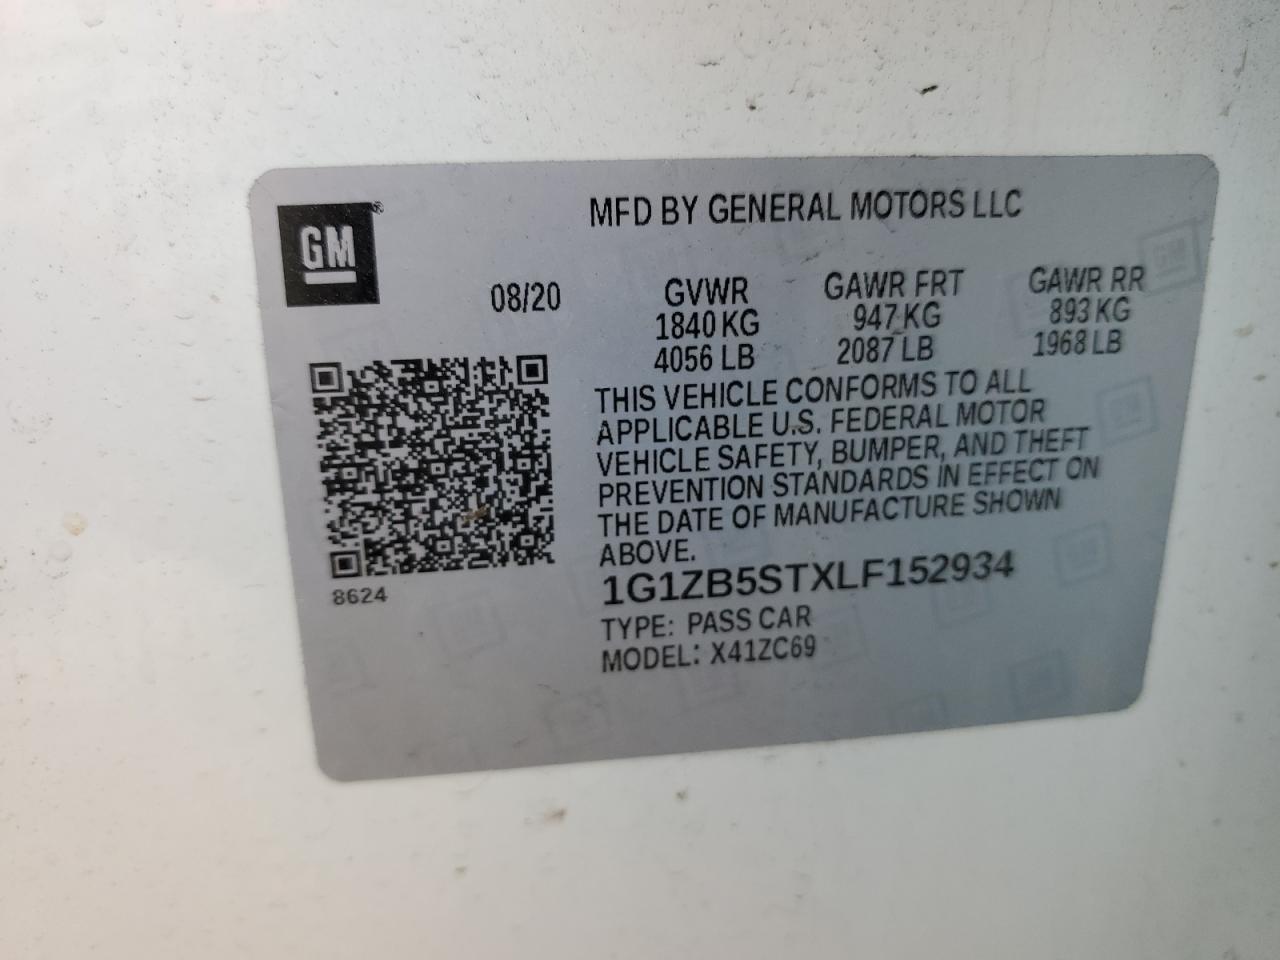 GM®
MFD BY GENERAL MOTORS LLC
08/20
GVWR GAWR FRT GAWR RR
1840 KG 947 KG 893 KG
4056 LB 2087 LB 1968 LB
THIS VEHICLE CONFORMS TO ALL
APPLICABLE U.S. FEDERAL MOTOR
VEHICLE SAFETY, BUMPER, AND THEFT
PREVENTION STANDARDS IN EFFECT ON
THE DATE OF MANUFACTURE SHOWN
ABOVE.
8624
1G1ZB5STXLF152934
TYPE: PASS CAR
MODEL: X41ZC69